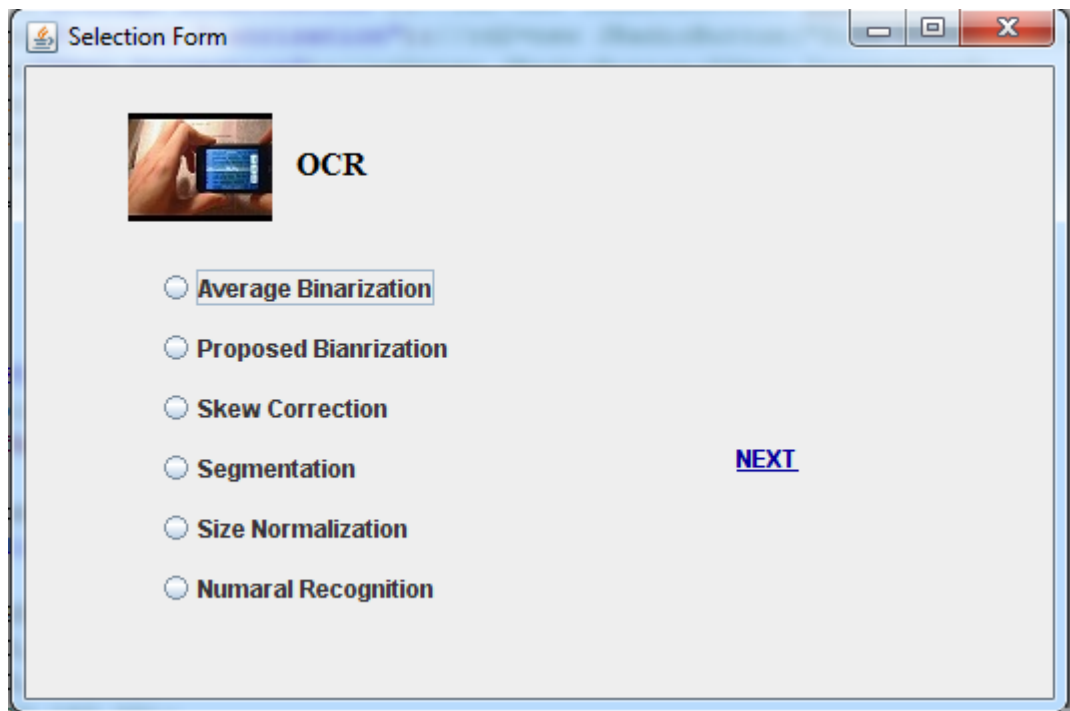 Selection Form
OCR
Average Binarization
Proposed Bianrization
Skew Correction
Segmentation
NEXT
Size Normalization
Numaral Recognition